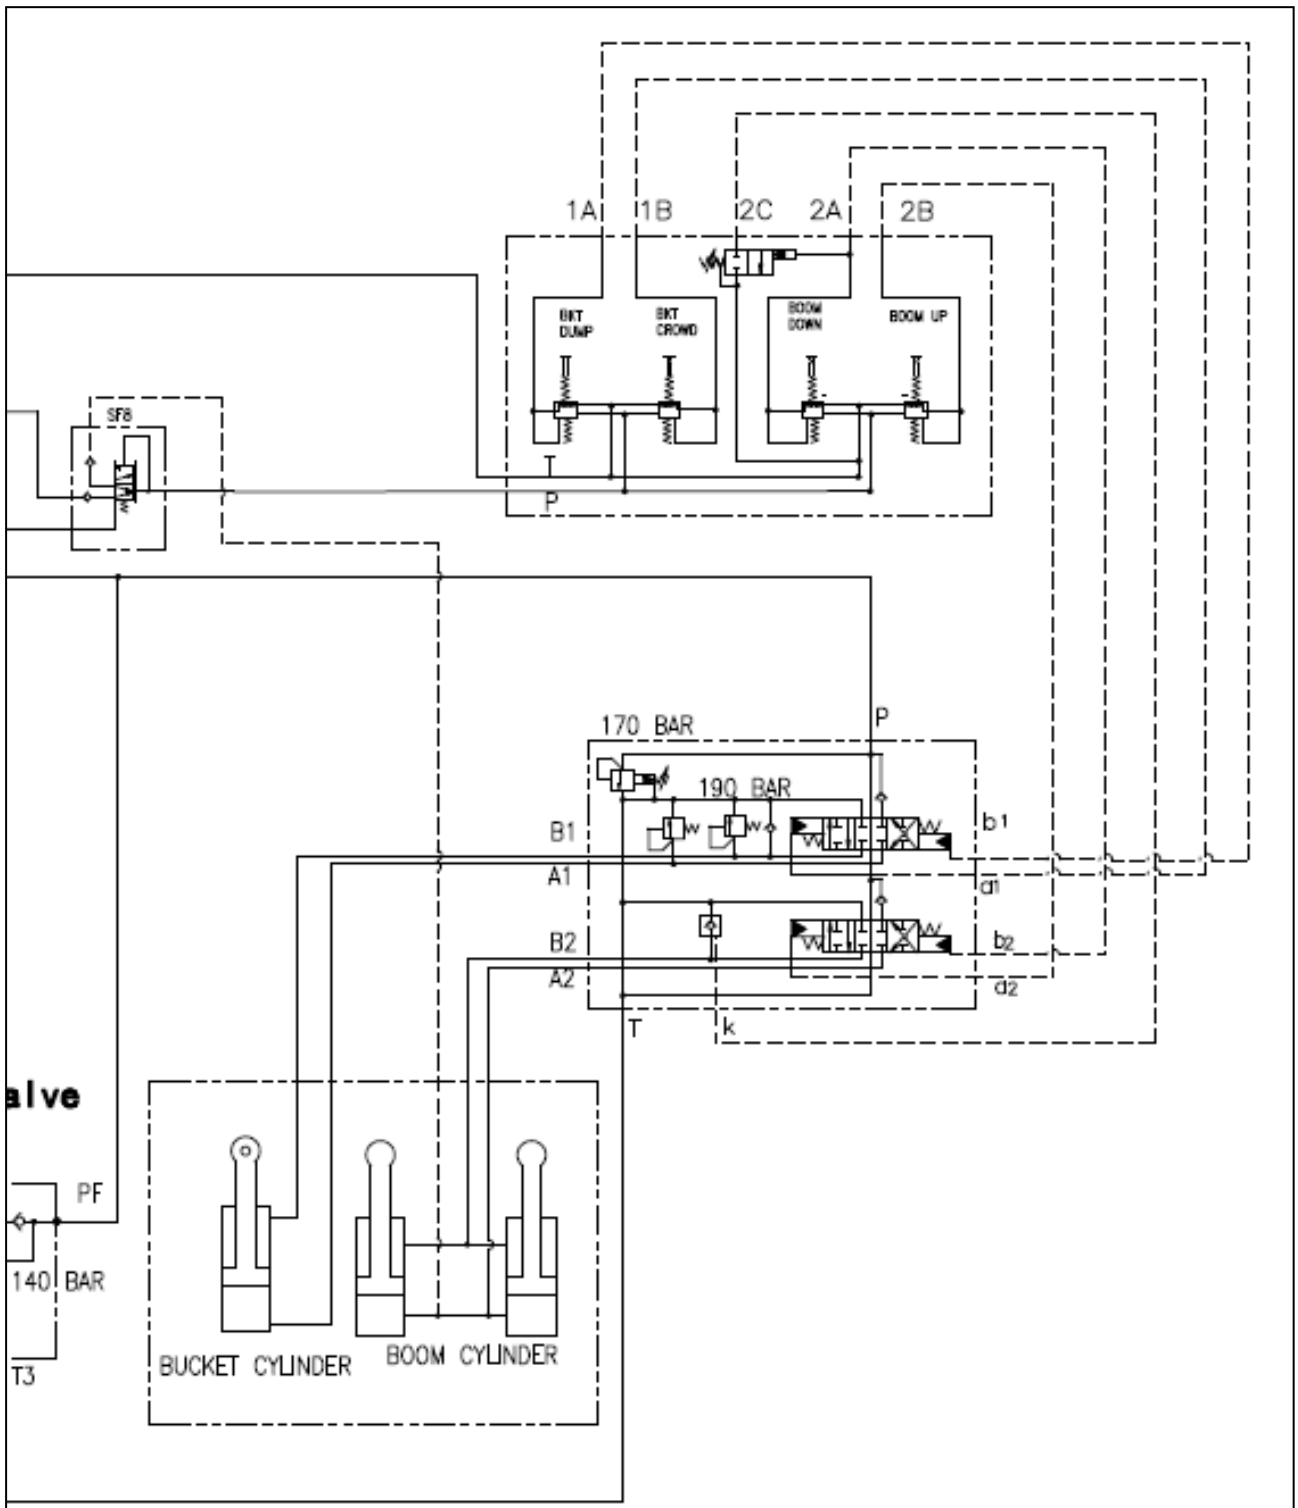 1A
1B
2C
2A
2B
BKT
DUMP
BKT
CROWD
BOOM
DOWN
BOOM UP
SF8
T
P
P
170 BAR
190 BAR
B1
b1
A1
a1
B2
b2
A2
a2
T
k
alve
PF
140 BAR
T3
BUCKET CYLINDER
BOOM CYLINDER